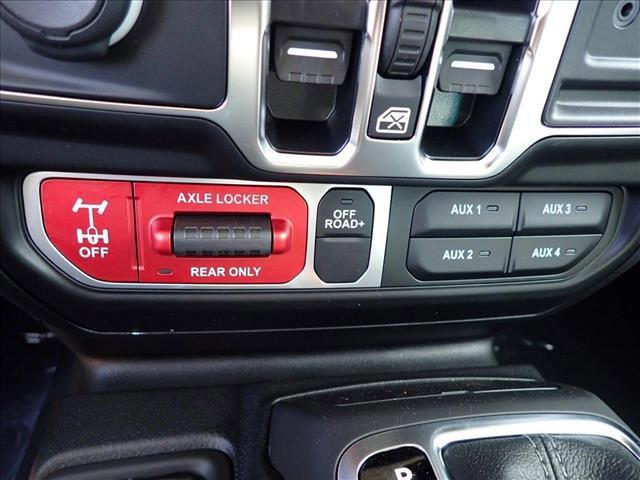 AXLE LOCKER
OFF
REAR ONLY
OFF
ROAD+
AUX 1
AUX 3
AUX 2
AUX 4
P